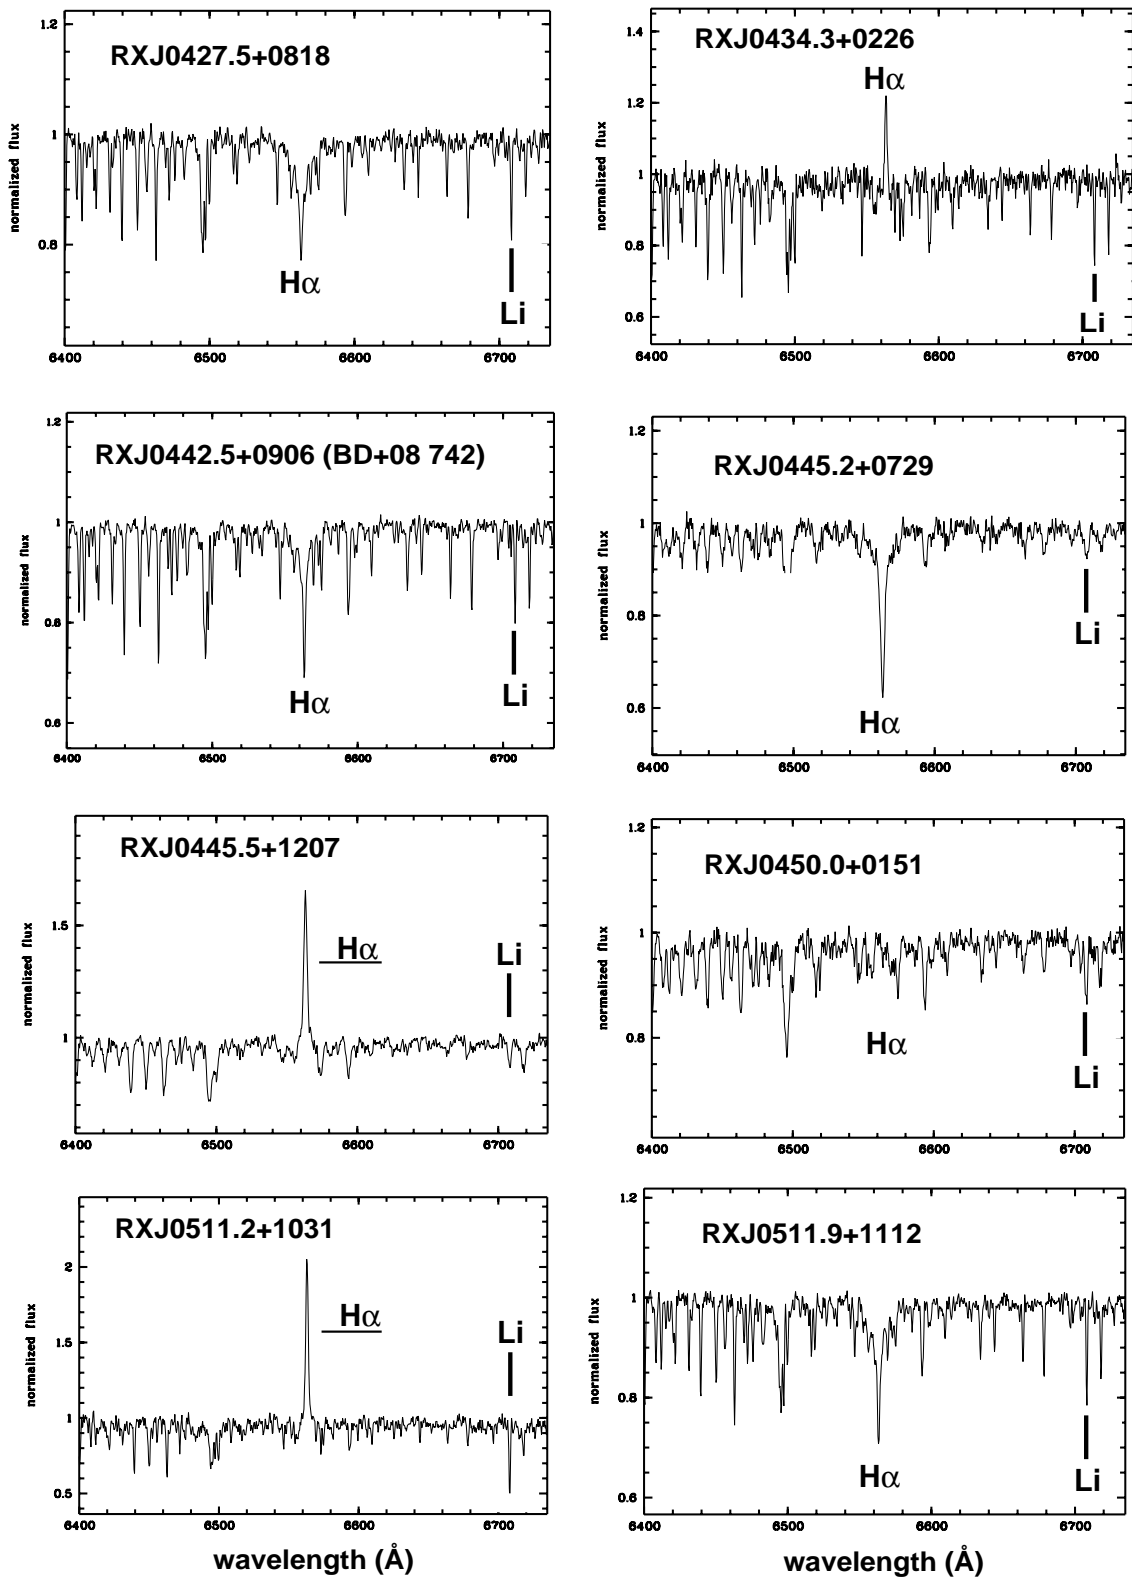 RXJ0427.5+0818
normalized flux
1.2
1
0.8
Hα
Li
6400 6500 6600 6700
RXJ0434.3+0226
normalized flux
1.4
1.2
1
0.8
0.6
Hα
Li
6400 6500 6600 6700
RXJ0442.5+0906 (BD+08 742)
normalized flux
1.2
1
0.8
0.6
Hα
Li
6400 6500 6600 6700
RXJ0445.2+0729
normalized flux
1.2
1
0.8
0.6
Hα
Li
6400 6500 6600 6700
RXJ0445.5+1207
normalized flux
1.5
1
Hα
Li
6400 6500 6600 6700
RXJ0450.0+0151
normalized flux
1.2
1
0.8
Hα
Li
6400 6500 6600 6700
RXJ0511.2+1031
normalized flux
2
1.5
1
0.5
Hα
Li
6400 6500 6600 6700
wavelength (Å)
RXJ0511.9+1112
normalized flux
1.2
1
0.8
0.6
Hα
Li
6400 6500 6600 6700
wavelength (Å)